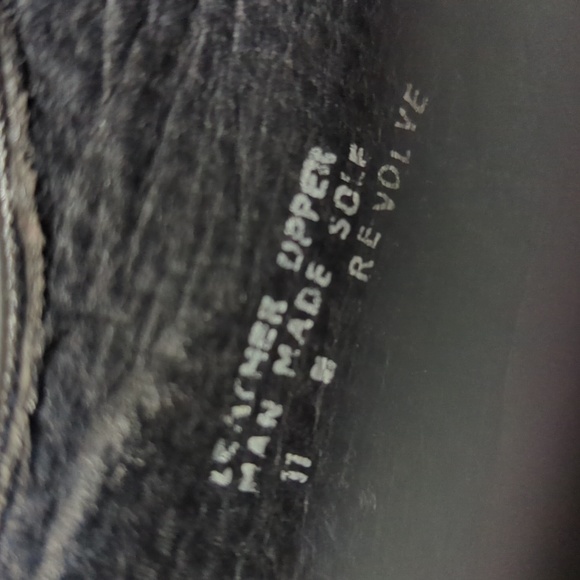 LEATHER UPPER
MAN MADE SOLE
11 E REVOLVE